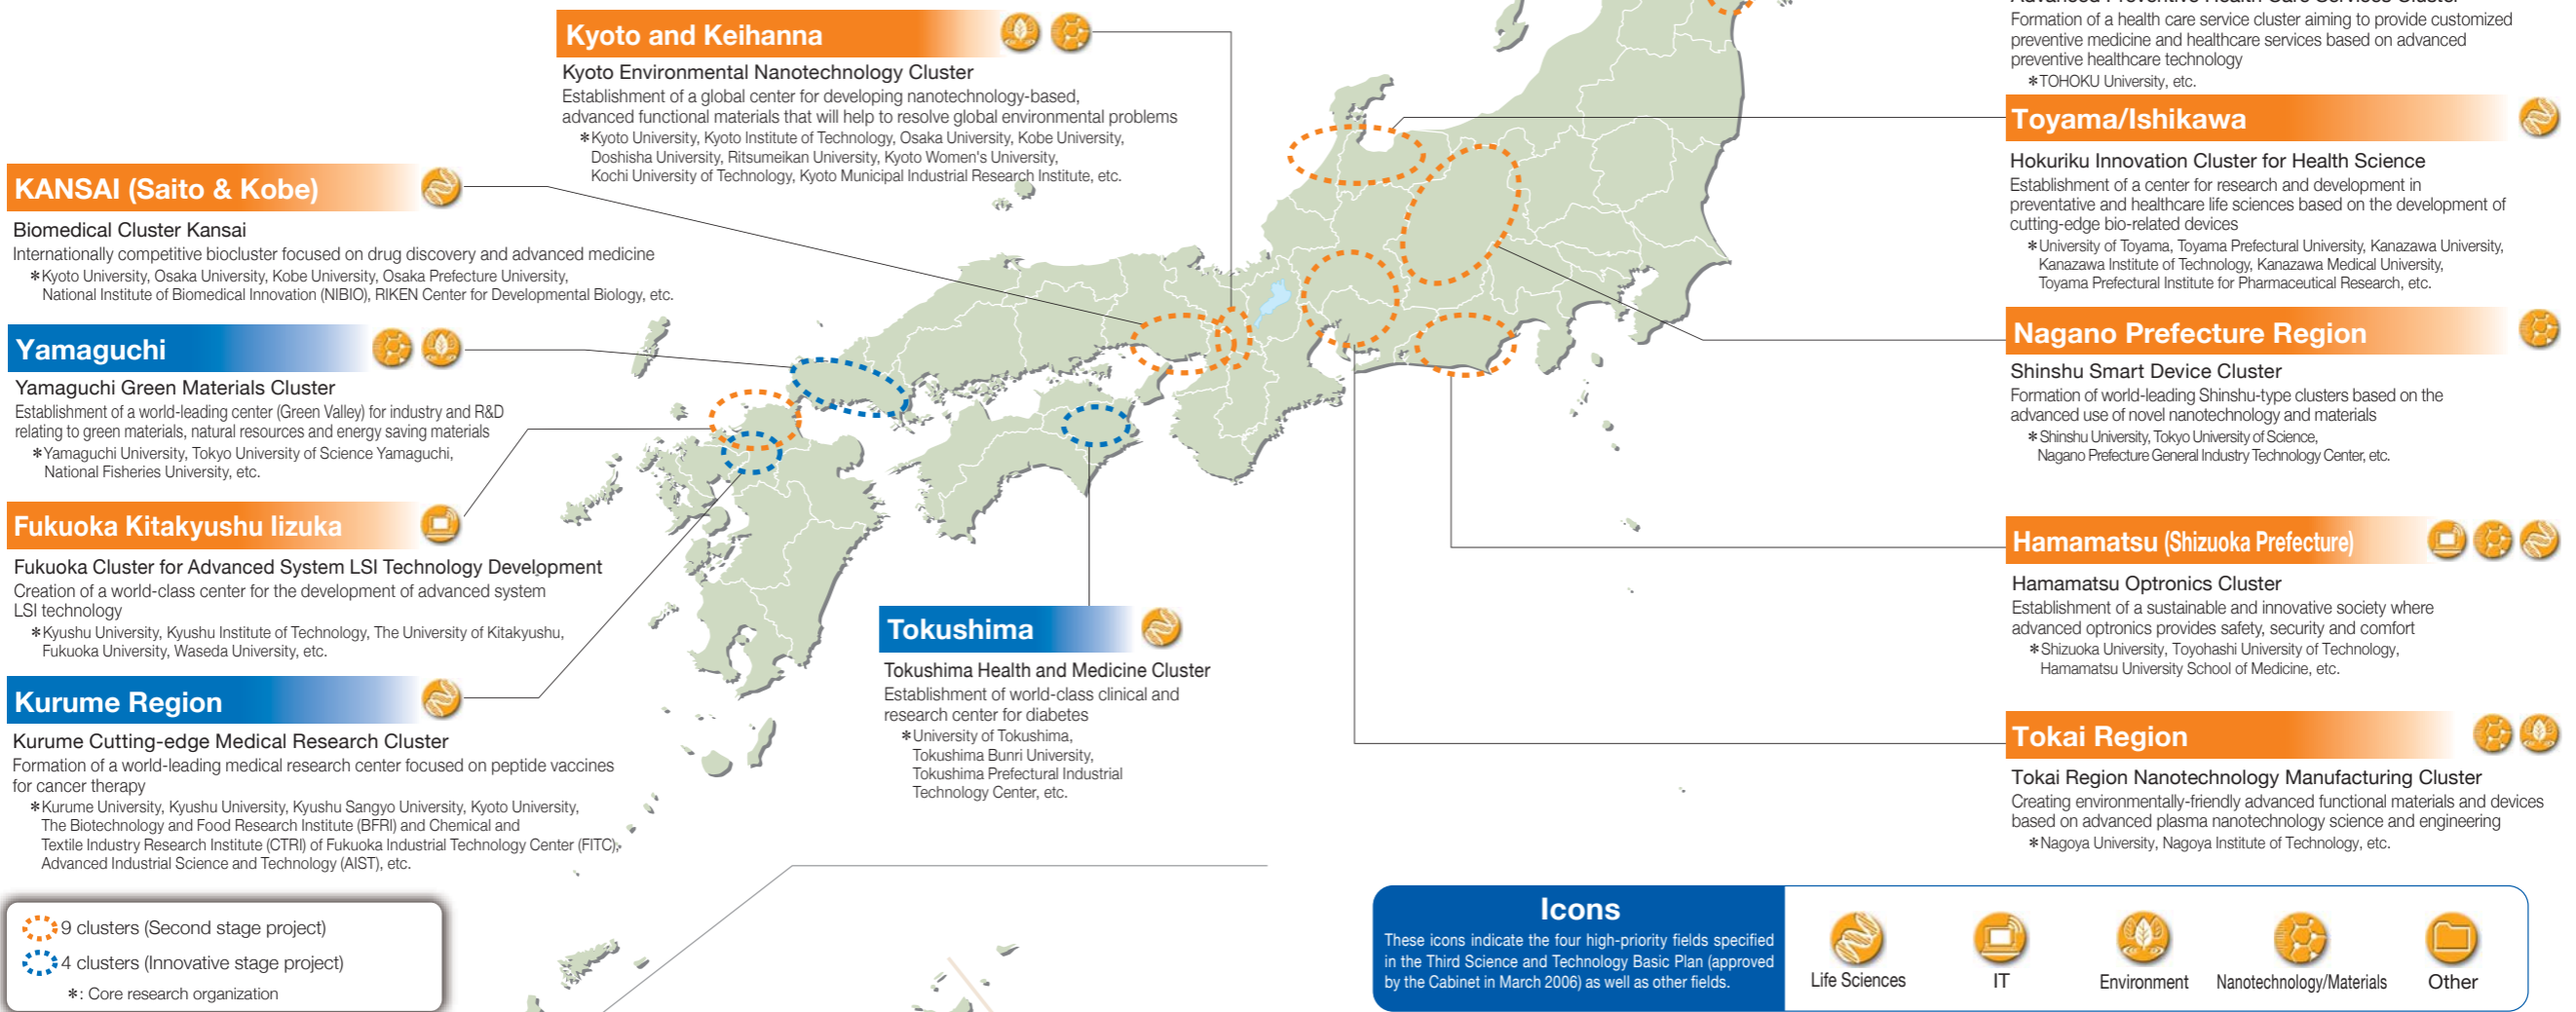 Kyoto and Keihanna
Kyoto Environmental Nanotechnology Cluster
Establishment of a global center for developing nanotechnology-based,
advanced functional materials that will help to resolve global environmental problems
*Kyoto University, Kyoto Institute of Technology, Osaka University, Kobe University,
Doshisha University, Ritsumeikan University, Kyoto Women's University,
Kochi University of Technology, Kyoto Municipal Industrial Research Institute, etc.
KANSAI (Saito & Kobe)
Biomedical Cluster Kansai
Internationally competitive biocluster focused on drug discovery and advanced medicine
*Kyoto University, Osaka University, Kobe University, Osaka Prefecture University,
National Institute of Biomedical Innovation (NIBIO), RIKEN Center for Developmental Biology, etc.
Yamaguchi
Yamaguchi Green Materials Cluster
Establishment of a world-leading center (Green Valley) for industry and R&D
relating to green materials, natural resources and energy saving materials
*Yamaguchi University, Tokyo University of Science Yamaguchi,
National Fisheries University, etc.
Fukuoka Kitakyushu Iizuka
Fukuoka Cluster for Advanced System LSI Technology Development
Creation of a world-class center for the development of advanced system
LSI technology
*Kyushu University, Kyushu Institute of Technology, The University of Kitakyushu,
Fukuoka University, Waseda University, etc.
Kurume Region
Kurume Cutting-edge Medical Research Cluster
Formation of a world-leading medical research center focused on peptide vaccines
for cancer therapy
*Kurume University, Kyushu University, Kyushu Sangyo University, Kyoto University,
The Biotechnology and Food Research Institute (BFRI) and Chemical and
Textile Industry Research Institute (CTRI) of Fukuoka Industrial Technology Center (FITC),
Advanced Industrial Science and Technology (AIST), etc.
9 clusters (Second stage project)
4 clusters (Innovative stage project)
*: Core research organization
Tokushima
Tokushima Health and Medicine Cluster
Establishment of world-class clinical and
research center for diabetes
*University of Tokushima,
Tokushima Bunri University,
Tokushima Prefectural Industrial
Technology Center, etc.
Advanced Preventive Health Care Services Cluster
Formation of a health care service cluster aiming to provide customized
preventive medicine and healthcare services based on advanced
preventive healthcare technology
*TOHOKU University, etc.
Toyama/Ishikawa
Hokuriku Innovation Cluster for Health Science
Establishment of a center for research and development in
preventative and healthcare life sciences based on the development of
cutting-edge bio-related devices
*University of Toyama, Toyama Prefectural University, Kanazawa University,
Kanazawa Institute of Technology, Kanazawa Medical University,
Toyama Prefectural Institute for Pharmaceutical Research, etc.
Nagano Prefecture Region
Shinshu Smart Device Cluster
Formation of world-leading Shinshu-type clusters based on the
advanced use of novel nanotechnology and materials
*Shinshu University, Tokyo University of Science,
Nagano Prefecture General Industry Technology Center, etc.
Hamamatsu (Shizuoka Prefecture)
Hamamatsu Optronics Cluster
Establishment of a sustainable and innovative society where
advanced optronics provides safety, security and comfort
*Shizuoka University, Toyohashi University of Technology,
Hamamatsu University School of Medicine, etc.
Tokai Region
Tokai Region Nanotechnology Manufacturing Cluster
Creating environmentally-friendly advanced functional materials and devices
based on advanced plasma nanotechnology science and engineering
*Nagoya University, Nagoya Institute of Technology, etc.
Icons
These icons indicate the four high-priority fields specified
in the Third Science and Technology Basic Plan (approved
by the Cabinet in March 2006) as well as other fields.
Life Sciences
IT
Environment
Nanotechnology/Materials
Other